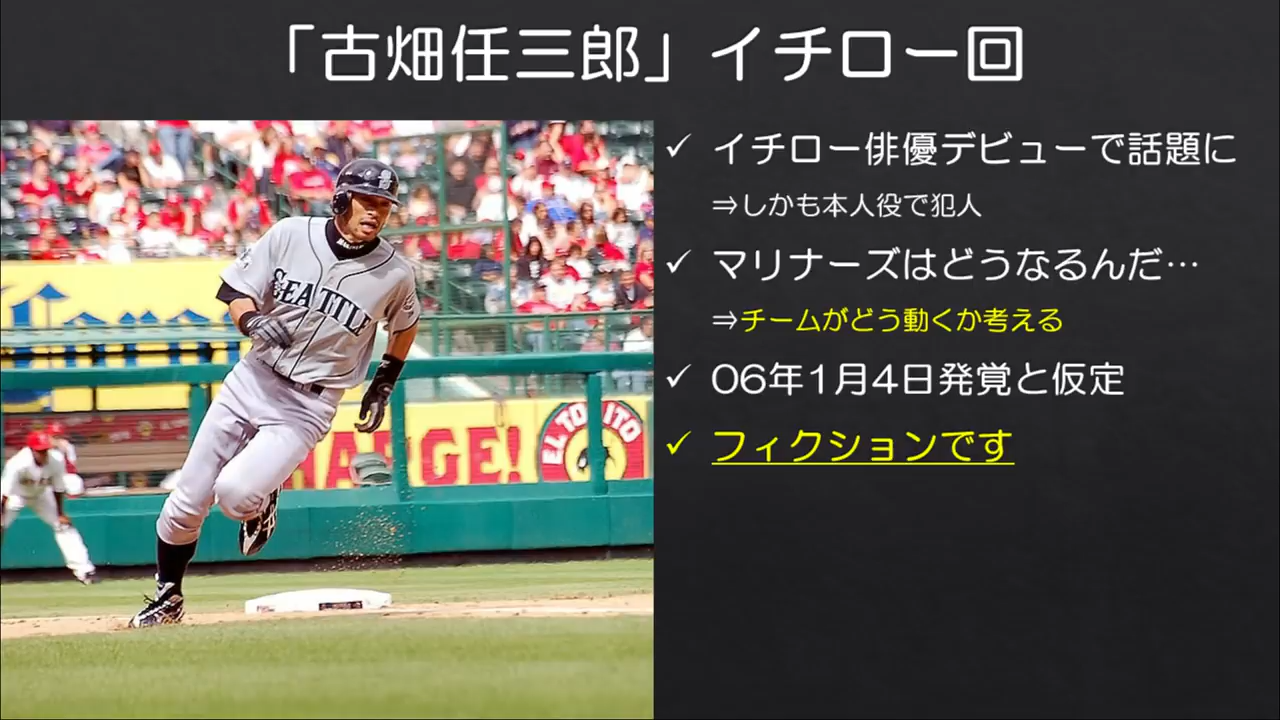 「古畑任三郎」イチロー回
✓ イチロー俳優デビューで話題に
⇒しかも本人役で犯人
✓ マリナーズはどうなるんだ…
⇒チームがどう動くか考える
✓ 06年1月4日発覚と仮定
✓ フィクションです
SEATTLE
ARGE!
EL TORITO